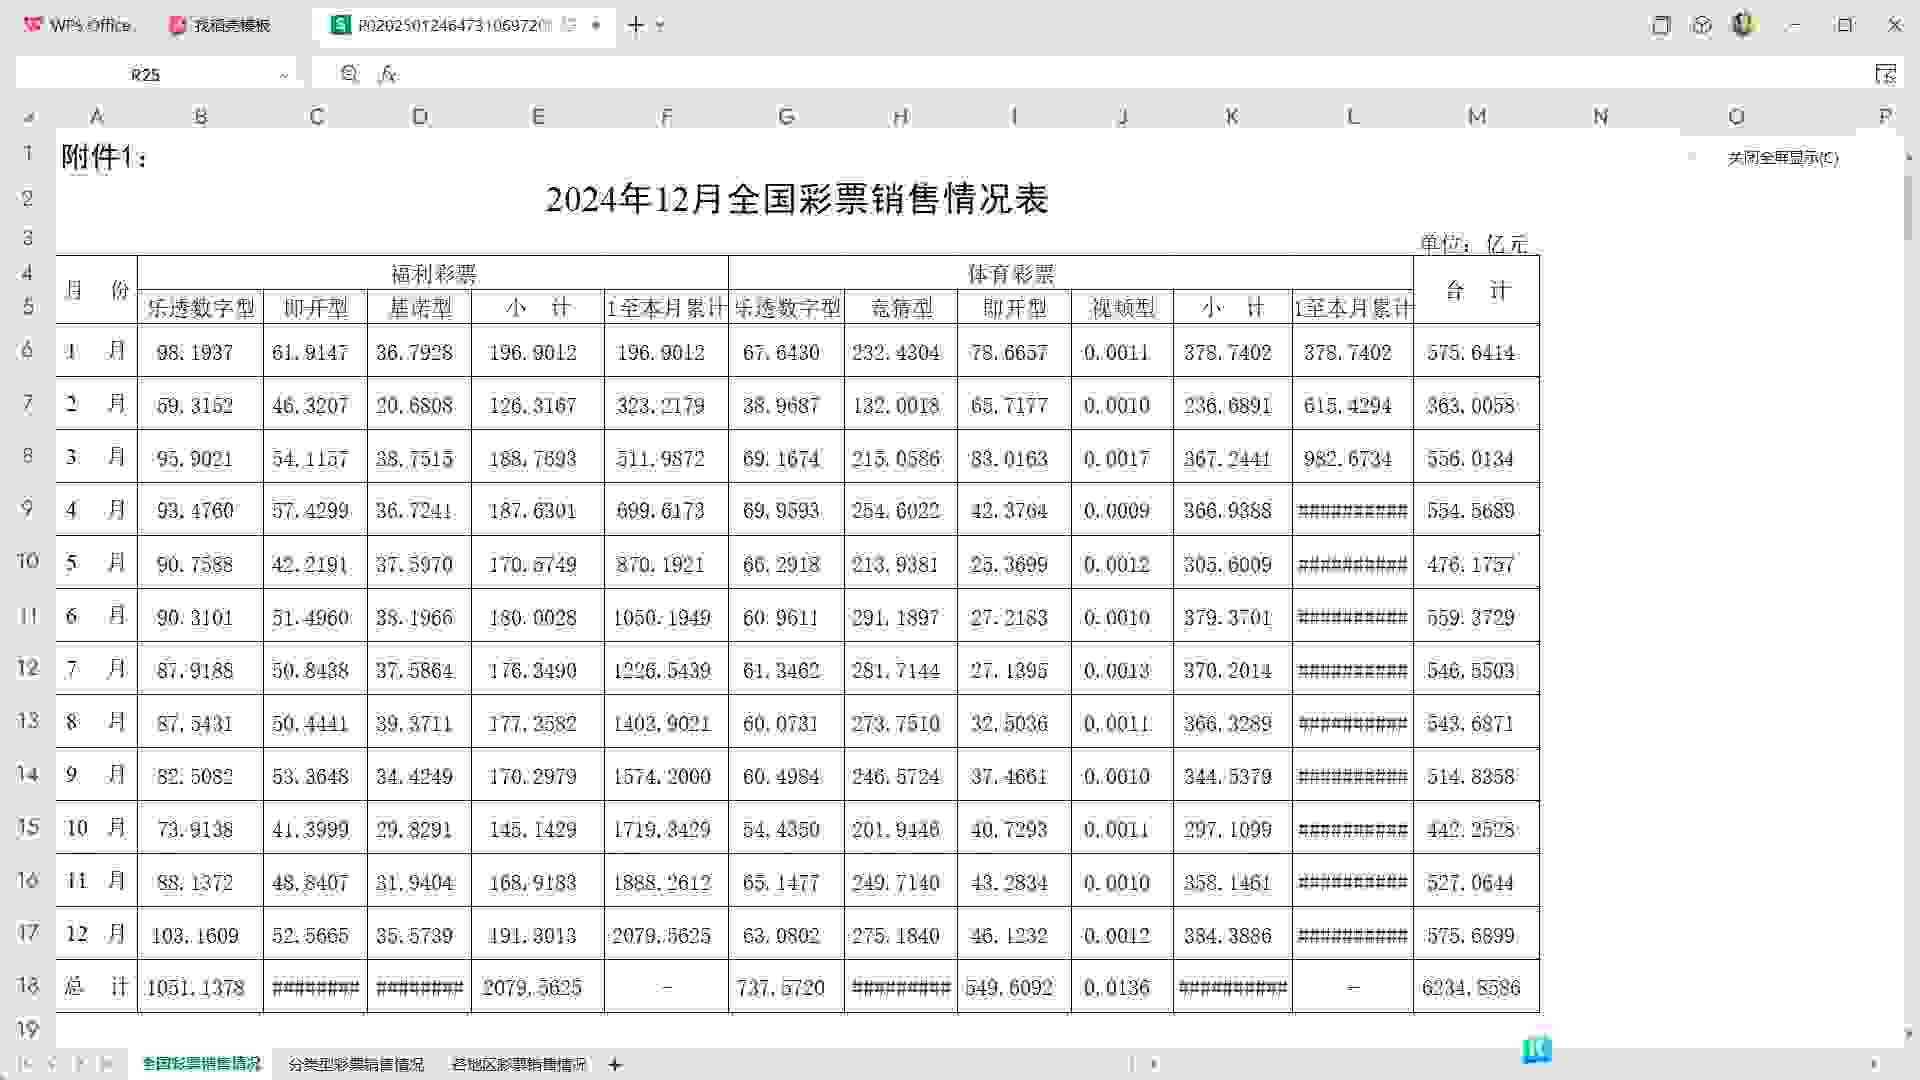 WPS Office
找稻壳模板
P02025012464731069720
R25
fx
A B C D E F G H I J K L M N O P
关闭全屏显示(C)
1 附件1：
2 2024年12月全国彩票销售情况表
3 单位：亿元
4 月 份 福利彩票 体育彩票 合 计
5 乐透数字型 即开型 基诺型 小 计 1至本月累计 乐透数字型 竞猜型 即开型 视频型 小 计 1至本月累计
6 1 月 98.1937 61.9147 36.7928 196.9012 196.9012 67.6430 232.4304 78.6657 0.0011 378.7402 378.7402 575.6414
7 2 月 59.3152 46.3207 20.6808 126.3167 323.2179 38.9687 132.0018 65.7177 0.0010 236.6891 615.4294 363.0058
8 3 月 95.9021 54.1157 38.7515 188.7693 511.9872 69.1674 215.0586 83.0163 0.0017 367.2441 982.6734 556.0134
9 4 月 93.4760 57.4299 36.7241 187.6301 699.6173 69.9593 254.6022 42.3764 0.0009 366.9388 ########## 554.5689
10 5 月 90.7588 42.2191 37.5970 170.5749 870.1921 66.2918 213.9381 25.3699 0.0012 305.6009 ########## 476.1757
11 6 月 90.3101 51.4960 38.1966 180.0028 1050.1949 60.9611 291.1897 27.2183 0.0010 379.3701 ########## 559.3729
12 7 月 87.9188 50.8438 37.5864 176.3490 1226.5439 61.3462 281.7144 27.1395 0.0013 370.2014 ########## 546.5503
13 8 月 87.5431 50.4441 39.3711 177.3582 1403.9021 60.0731 273.7510 32.5036 0.0011 366.3289 ########## 543.6871
14 9 月 82.5082 53.3648 34.4249 170.2979 1574.2000 60.4984 246.5724 37.4661 0.0010 344.5379 ########## 514.8358
15 10 月 73.9138 41.3999 29.8291 145.1429 1719.3429 54.4350 201.9446 40.7293 0.0011 297.1099 ########## 442.2528
16 11 月 88.1372 48.8407 31.9404 168.9183 1888.2612 65.1477 249.7140 43.2834 0.0010 358.1461 ########## 527.0644
17 12 月 103.1609 52.5665 35.5739 191.3013 2079.5625 63.0802 275.1840 46.1232 0.0012 384.3886 ########## 575.6899
18 总 计 1051.1378 ######## ######## 2079.5625 － 737.5720 ######### 549.6092 0.0136 ########## － 6234.8586
19
全国彩票销售情况 分类型彩票销售情况 各地区彩票销售情况